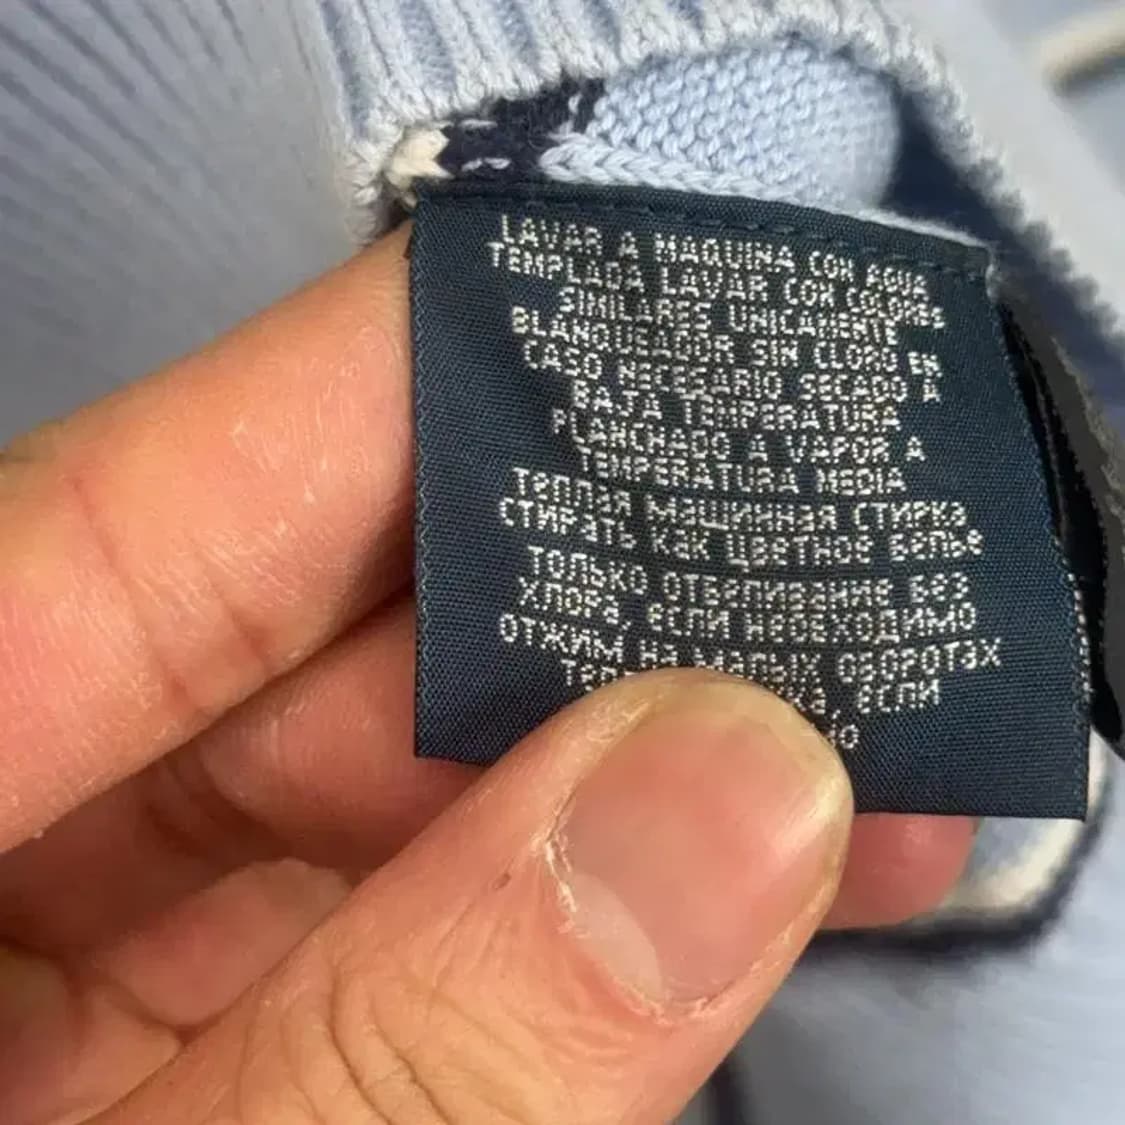 LAVAR A MAQUINA CON AGUA
TEMPLADA LAVAR CON COLORES
SIMILARES UNICAMENTE
BLANQUEADOR SIN CLORO EN
CASO NECESARIO SECADO A
BAJA TEMPERATURA
PLANCHADO A VAPOR A
TEMPERATURA MEDIA
теплая машинная стирка
стирать как цветное белье
только отбеливание без
хлора, если необходимо
отжим на малых оборотах
если